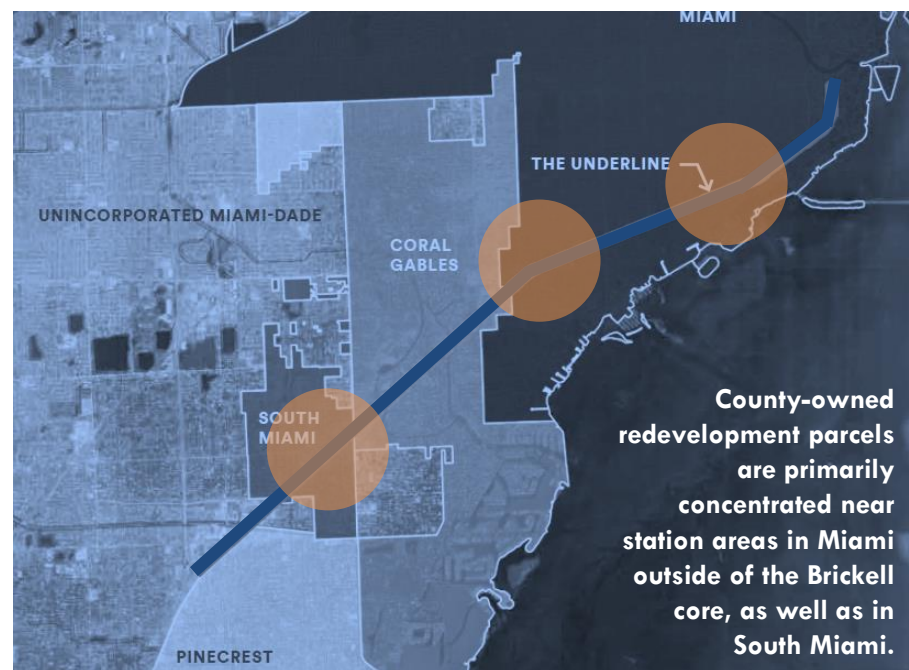 MIAMI
THE UNDERLINE
UNINCORPORATED MIAMI-DADE
CORAL
GABLES
SOUTH
MIAMI
County-owned
redevelopment parcels
are primarily
concentrated near
station areas in Miami
outside of the Brickell
core, as well as in
South Miami.
PINECREST